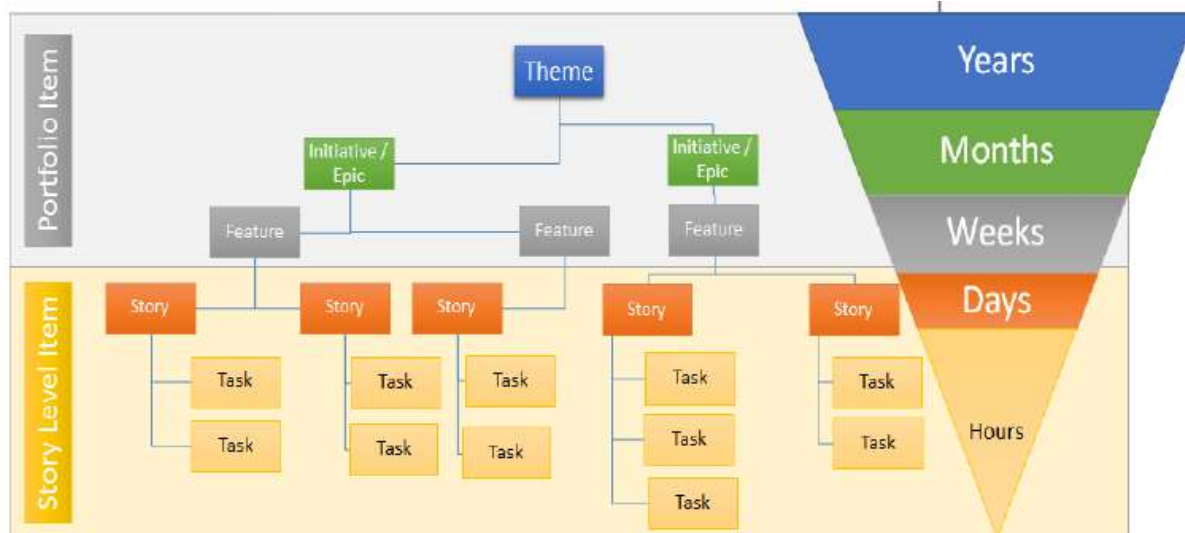 Portfolio Item
Theme
Years
Initiative /
Epic
Initiative /
Epic
Months
Feature
Feature
Feature
Weeks
Story Level Item
Story
Story
Story
Story
Story
Days
Task
Task
Task
Task
Task
Task
Task
Task
Task
Task
Task
Hours